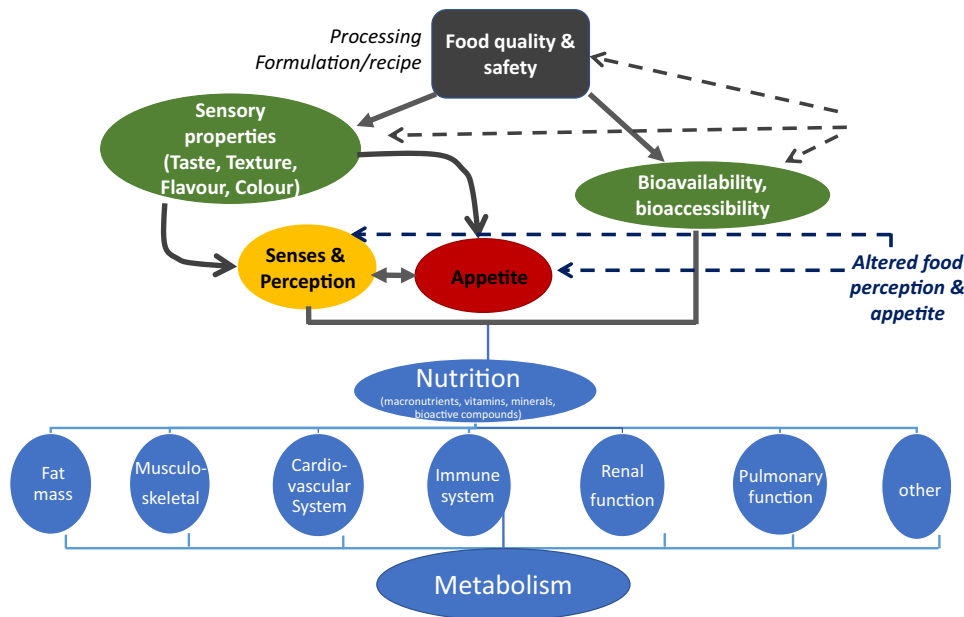 Processing
Formulation/recipe
Food quality &
safety
Sensory
properties
(Taste, Texture,
Flavour, Colour)
Bioavailability,
bioaccessibility
Senses &
Perception
Appetite
Altered food
perception &
appetite
Nutrition
(macronutrients, vitamins, minerals,
bioactive compounds)
Fat
mass
Musculo-
skeletal
Cardio-
vascular
System
Immune
system
Renal
function
Pulmonary
function
other
Metabolism